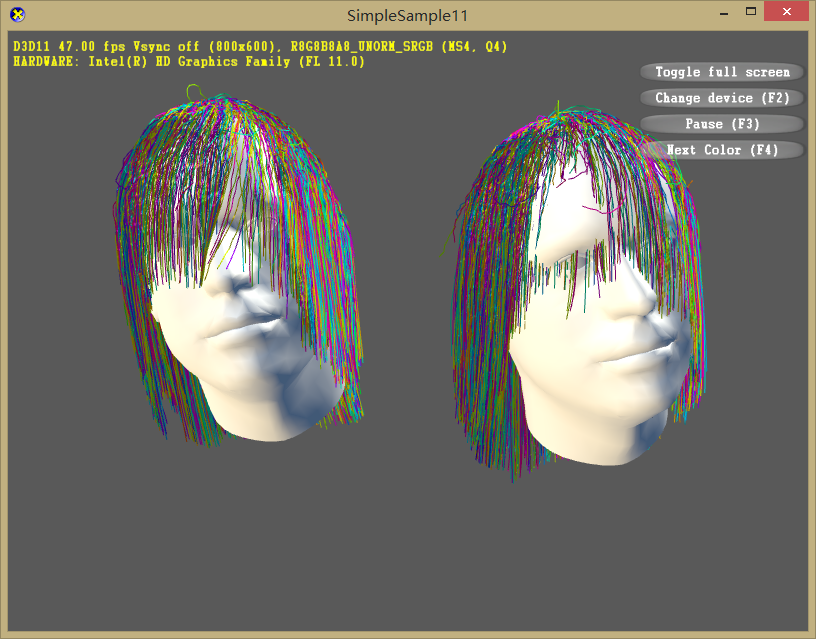 SimpleSample11
D3D11 47.00 fps Vsync off (800x600), R8G8B8A8_UNORM_SRGB (MS4, Q4)
HARDWARE: Intel(R) HD Graphics Family (FL 11.0)
Toggle full screen
Change device (F2)
Pause (F3)
Next Color (F4)